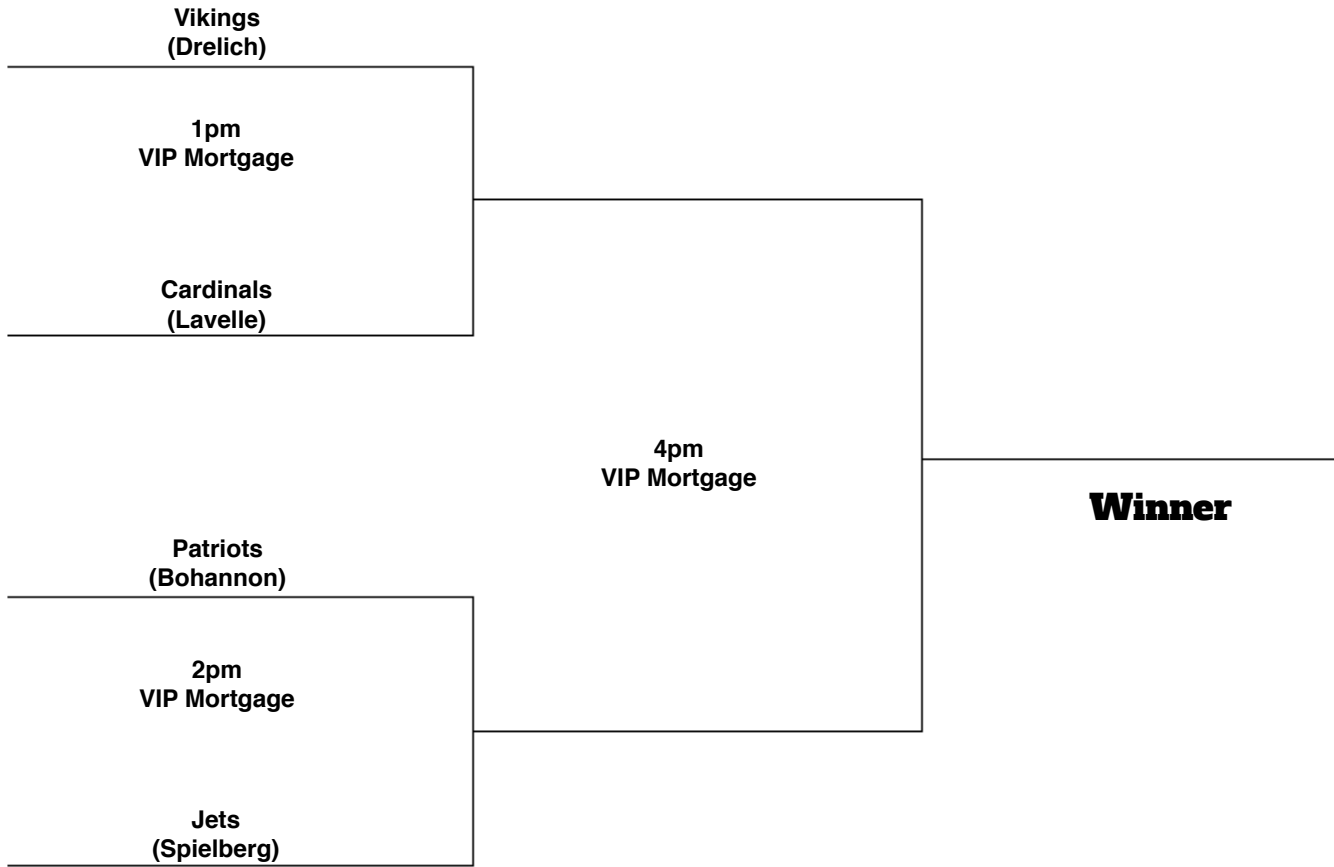 Vikings
(Drelich)
1pm
VIP Mortgage
Cardinals
(Lavelle)
4pm
VIP Mortgage
Winner
Patriots
(Bohannon)
2pm
VIP Mortgage
Jets
(Spielberg)